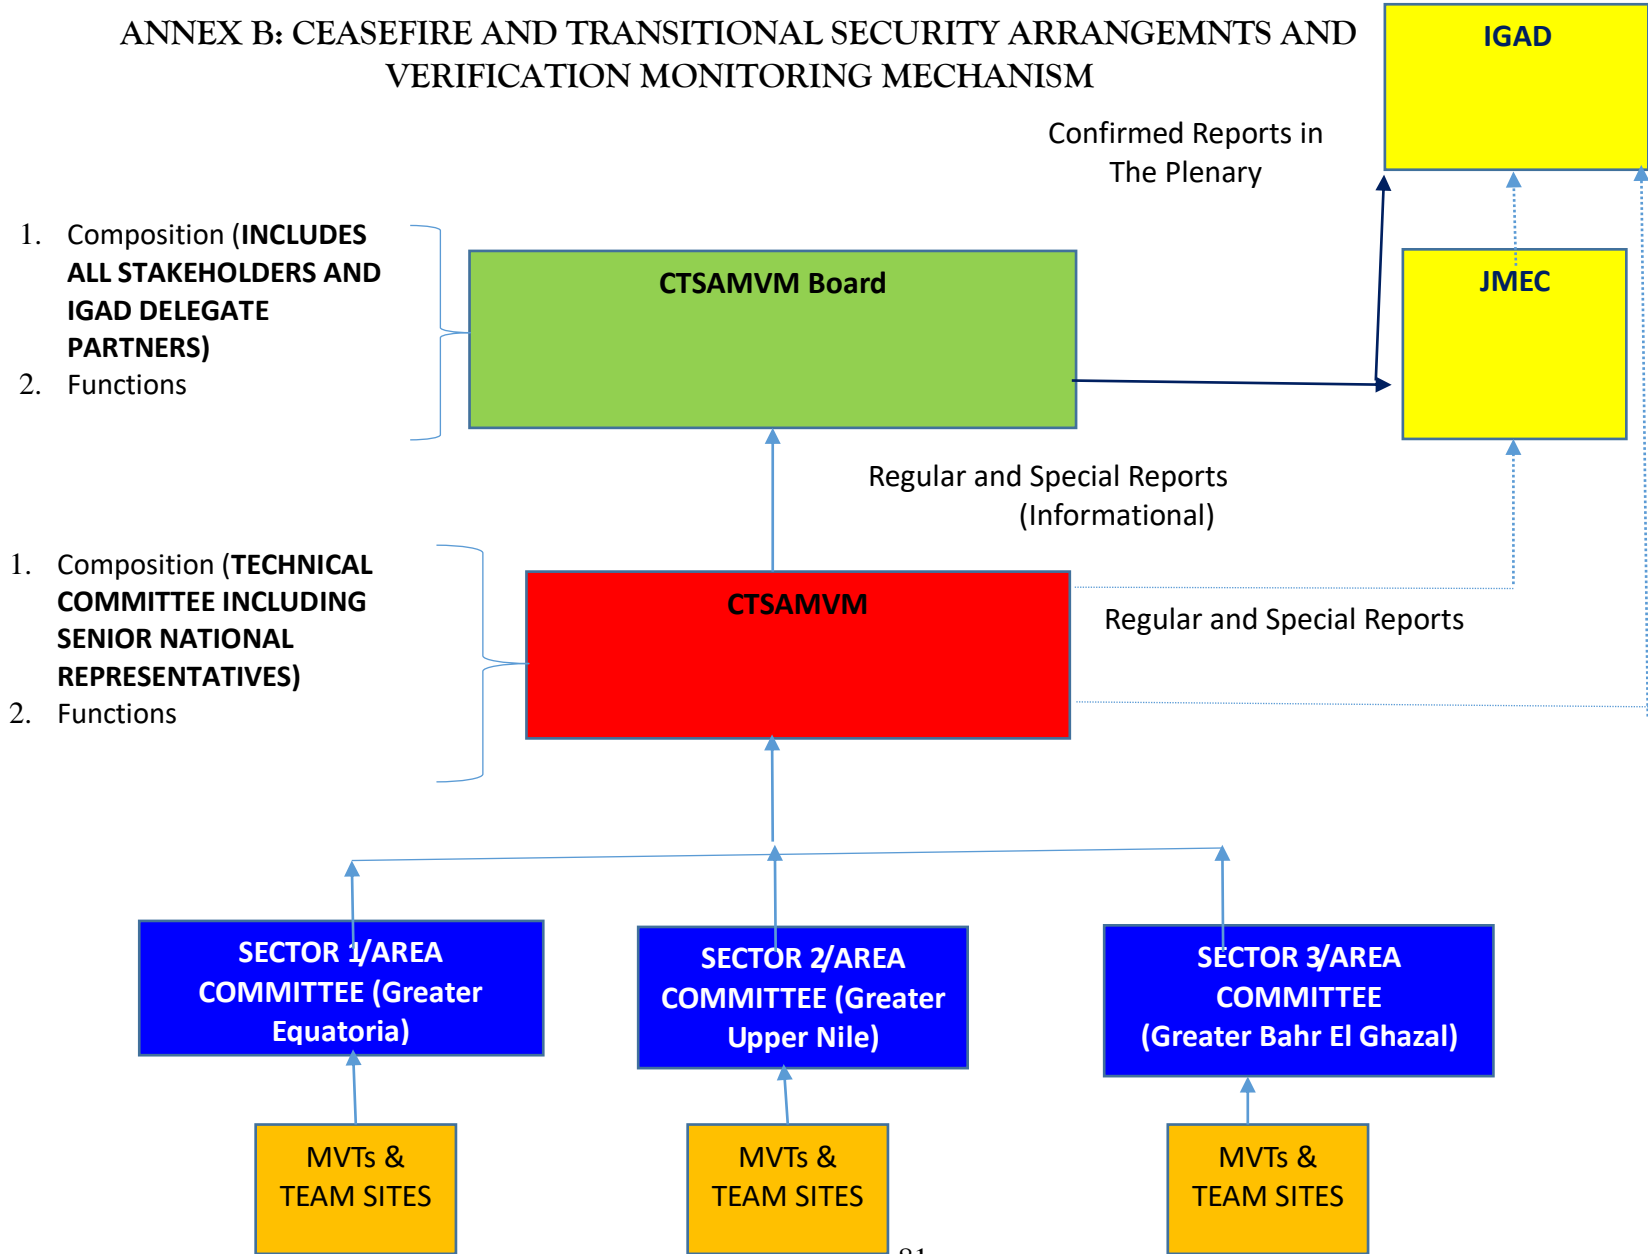 ANNEX B: CEASEFIRE AND TRANSITIONAL SECURITY ARRANGEMNTS AND
VERIFICATION MONITORING MECHANISM
IGAD
Confirmed Reports in
The Plenary
1. Composition (INCLUDES
ALL STAKEHOLDERS AND
IGAD DELEGATE
PARTNERS)
2. Functions
CTSAMVM Board
JMEC
Regular and Special Reports
(Informational)
1. Composition (TECHNICAL
COMMITTEE INCLUDING
SENIOR NATIONAL
REPRESENTATIVES)
2. Functions
CTSAMVM
Regular and Special Reports
SECTOR 1/AREA
COMMITTEE (Greater
Equatoria)
SECTOR 2/AREA
COMMITTEE (Greater
Upper Nile)
SECTOR 3/AREA
COMMITTEE
(Greater Bahr El Ghazal)
MVTs &
TEAM SITES
MVTs &
TEAM SITES
MVTs &
TEAM SITES